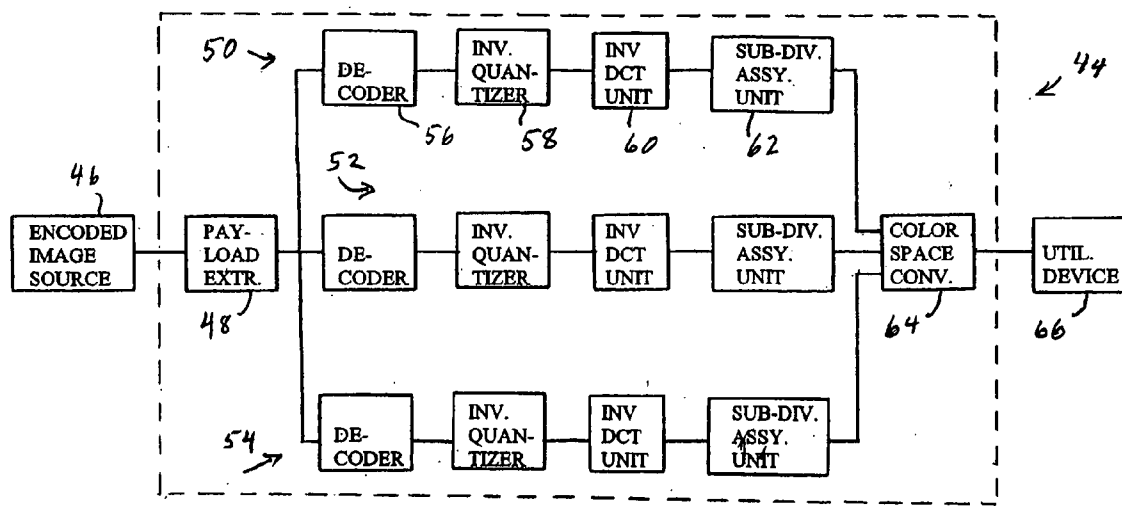 50
DE-
CODER
56
INV.
QUAN-
TIZER
58
INV
DCT
UNIT
60
SUB-DIV.
ASSY.
UNIT
62
44
46
ENCODED
IMAGE
SOURCE
PAY-
LOAD
EXTR.
48
52
DE-
CODER
INV.
QUAN-
TIZER
INV
DCT
UNIT
SUB-DIV.
ASSY.
UNIT
COLOR
SPACE
CONV.
64
UTIL.
DEVICE
66
54
DE-
CODER
INV.
QUAN-
TIZER
INV
DCT
UNIT
SUB-DIV.
ASSY.
UNIT